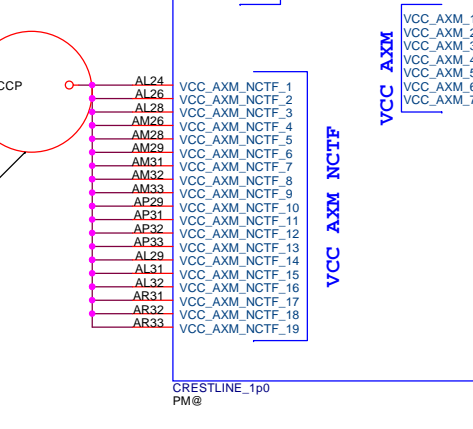 CCP
AL24 VCC_AXM_NCTF_1
AL26 VCC_AXM_NCTF_2
AL28 VCC_AXM_NCTF_3
AM26 VCC_AXM_NCTF_4
AM28 VCC_AXM_NCTF_5
AM29 VCC_AXM_NCTF_6
AM31 VCC_AXM_NCTF_7
AM32 VCC_AXM_NCTF_8
AM33 VCC_AXM_NCTF_9
AP29 VCC_AXM_NCTF_10
AP31 VCC_AXM_NCTF_11
AP32 VCC_AXM_NCTF_12
AP33 VCC_AXM_NCTF_13
AL29 VCC_AXM_NCTF_14
AL31 VCC_AXM_NCTF_15
AL32 VCC_AXM_NCTF_16
AR31 VCC_AXM_NCTF_17
AR32 VCC_AXM_NCTF_18
AR33 VCC_AXM_NCTF_19
VCC AXM NCTF
VCC AXM
VCC_AXM_1
VCC_AXM_2
VCC_AXM_3
VCC_AXM_4
VCC_AXM_5
VCC_AXM_6
VCC_AXM_7
CRESTLINE_1p0
PM@